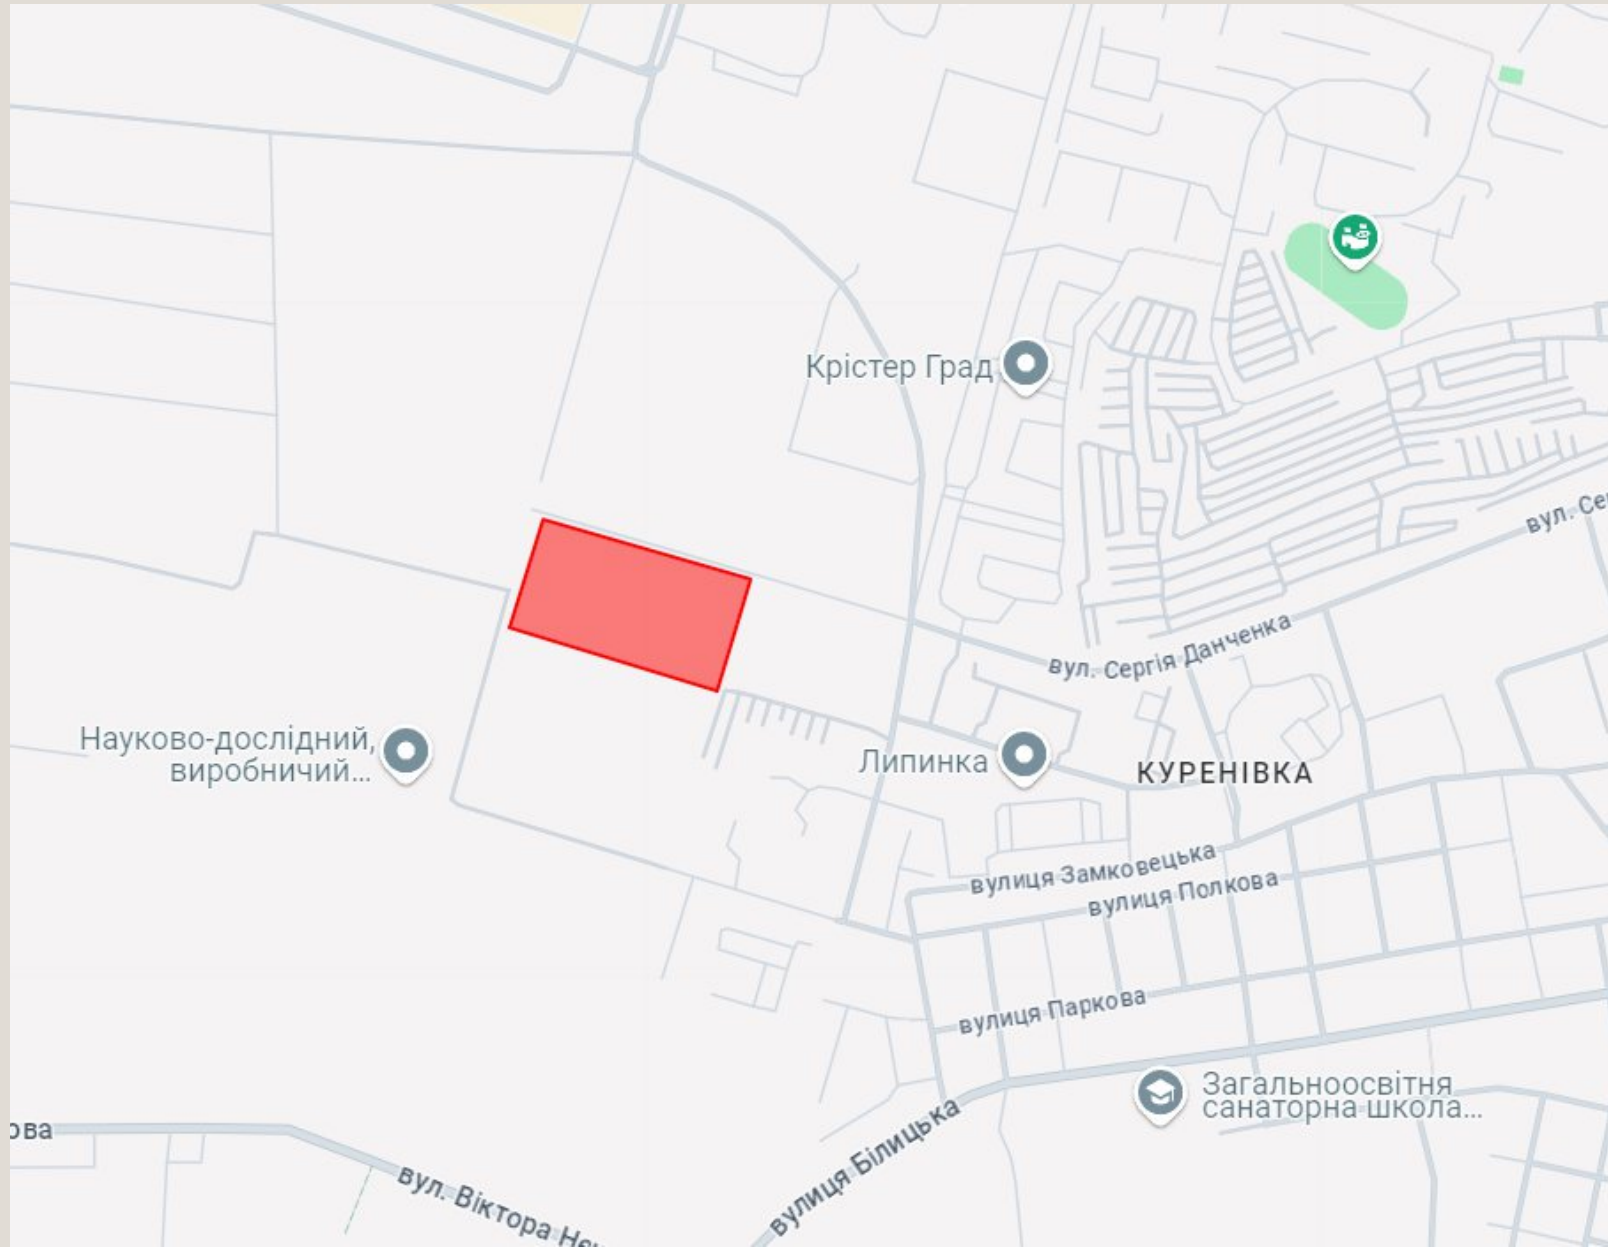 Крістер Град
вул. Се
вул. Сергія Данченка
Науково-дослідний,
виробничий...
Липинка
КУРЕНІВКА
вулиця Замковецька
вулиця Полкова
вулиця Паркова
Загальноосвітня
санаторна школа...
ова
вулиця Білицька
вул. Віктора Не